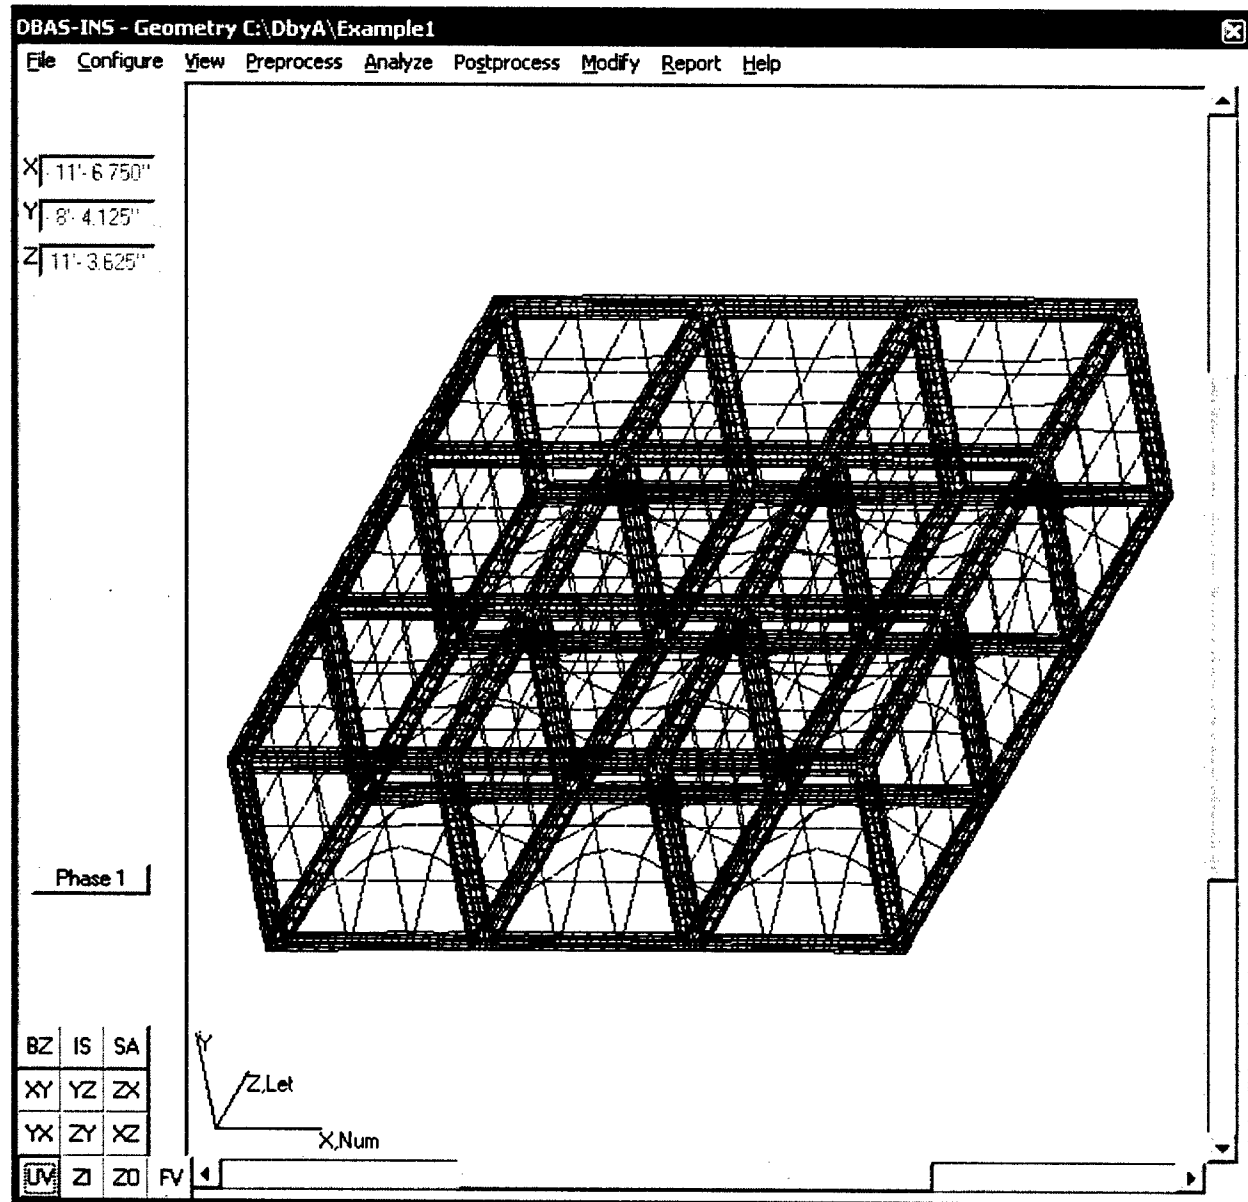 DBAS-INS - Geometry C:\DbyA\Example1
File Configure View Preprocess Analyze Postprocess Modify Report Help
X - 11'- 6.750"
Y - 8'- 4.125"
Z 11'- 3.625"
Phase 1
Y
Z,Let
X,Num
BZ IS SA
XY YZ ZX
YX ZY XZ
UV ZI ZO FV